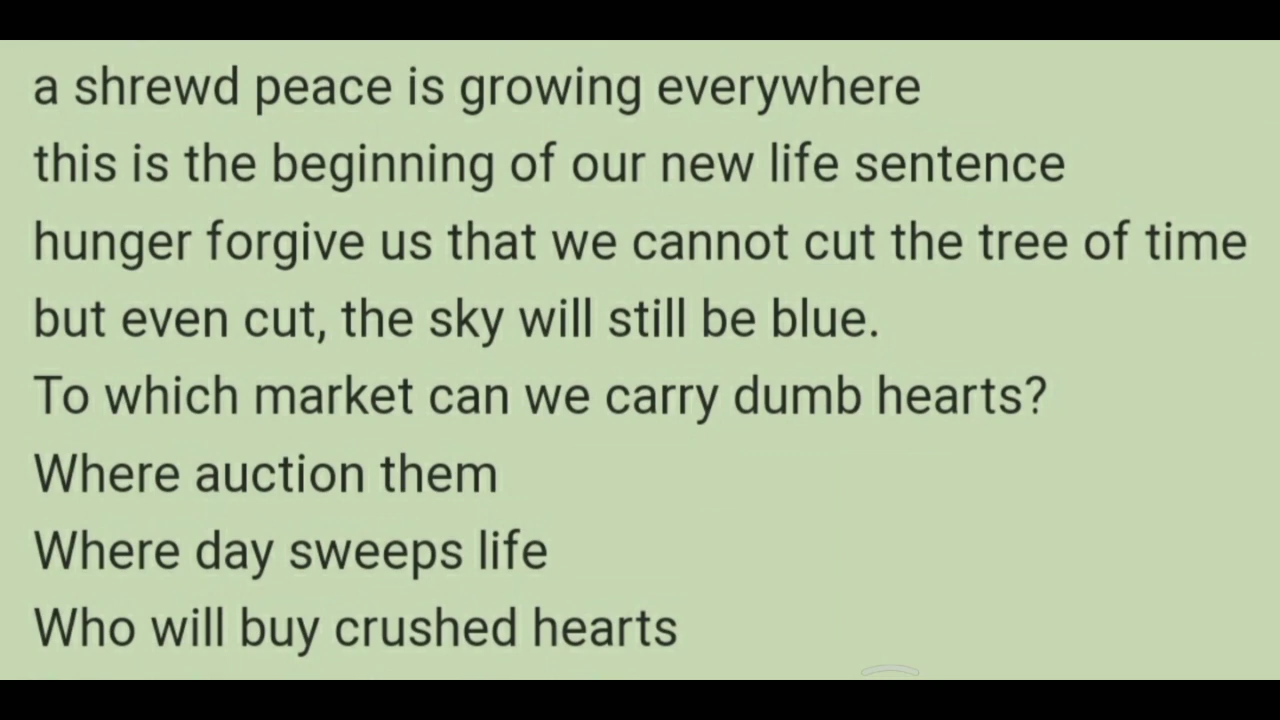 a shrewd peace is growing everywhere
this is the beginning of our new life sentence
hunger forgive us that we cannot cut the tree of time
but even cut, the sky will still be blue.
To which market can we carry dumb hearts?
Where auction them
Where day sweeps life
Who will buy crushed hearts